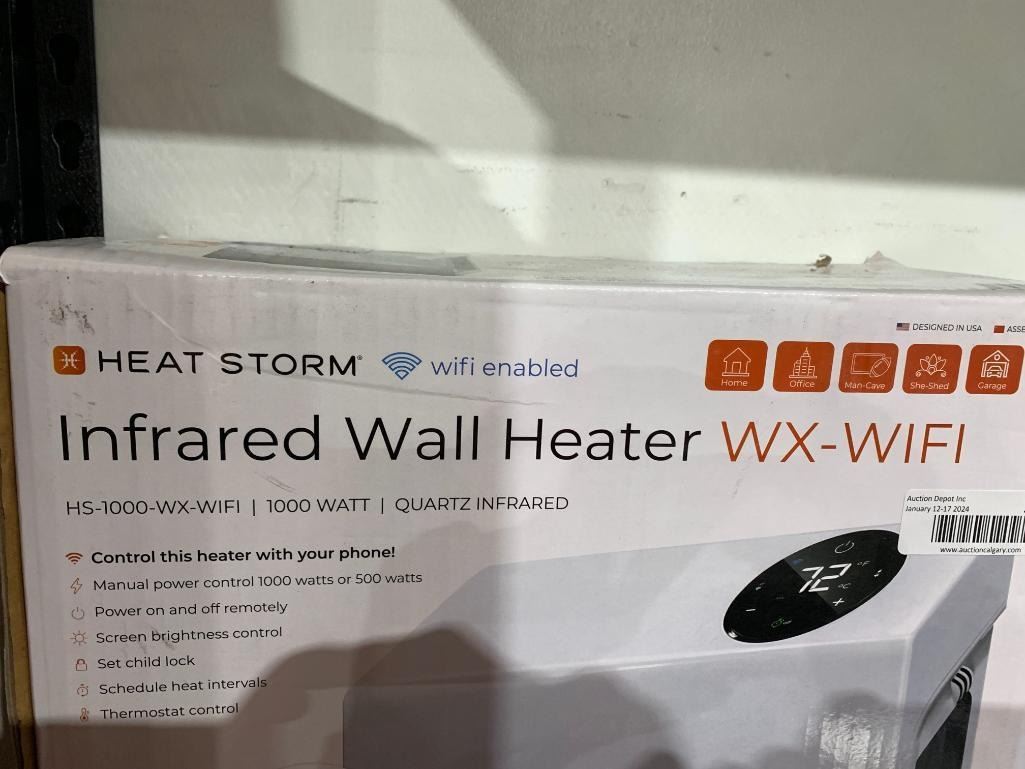 DESIGNED IN USA
HEAT STORM®
wifi enabled
Home
Office
Man-Cave
She-Shed
Garage
Infrared Wall Heater WX-WIFI
HS-1000-WX-WIFI | 1000 WATT | QUARTZ INFRARED
Auction Depot Inc
January 12-17 2024
www.auctioncalgary.com
Control this heater with your phone!
Manual power control 1000 watts or 500 watts
Power on and off remotely
Screen brightness control
Set child lock
Schedule heat intervals
Thermostat control
72
°F
°C